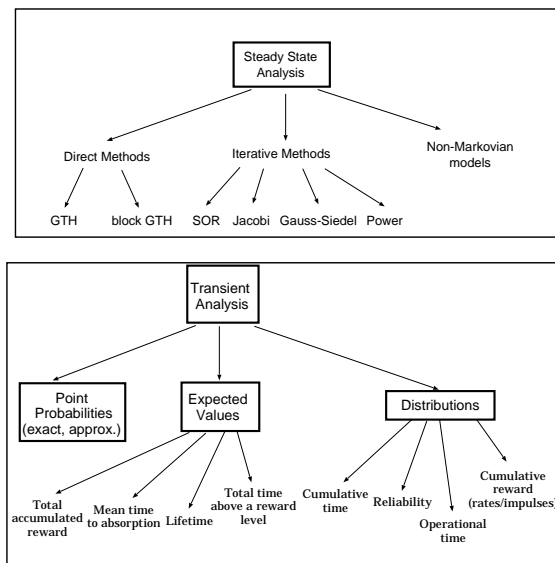 Steady State
Analysis
Direct Methods
Iterative Methods
Non-Markovian
models
GTH
block GTH
SOR
Jacobi
Gauss-Siedel
Power
Transient
Analysis
Point
Probabilities
(exact, approx.)
Expected
Values
Distributions
Total
accumulated
reward
Mean time
to absorption
Lifetime
Total time
above a reward
level
Cumulative
time
Reliability
Operational
time
Cumulative
reward
(rates/impulses)